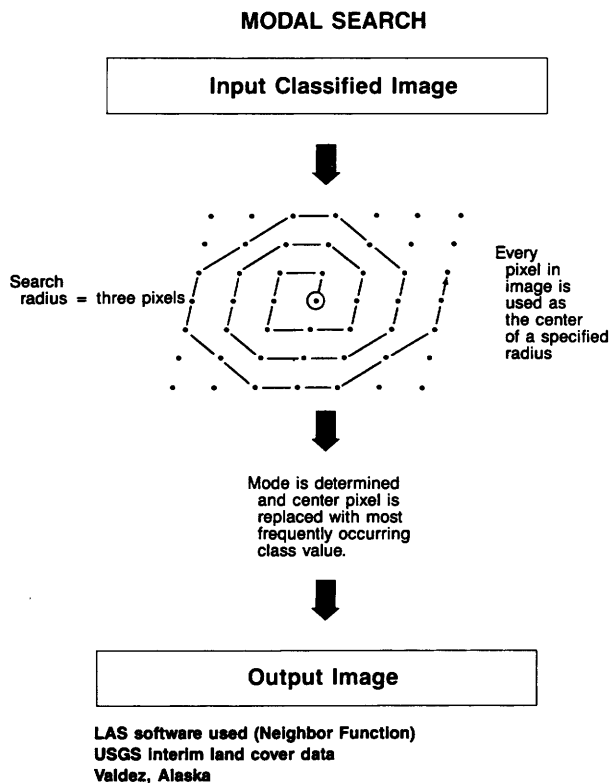 MODAL SEARCH
Input Classified Image
Search
radius = three pixels
Every
pixel in
image is
used as
the center
of a specified
radius
Mode is determined
and center pixel is
replaced with most
frequently occurring
class value.
Output Image
LAS software used (Neighbor Function)
USGS interim land cover data
Valdez, Alaska